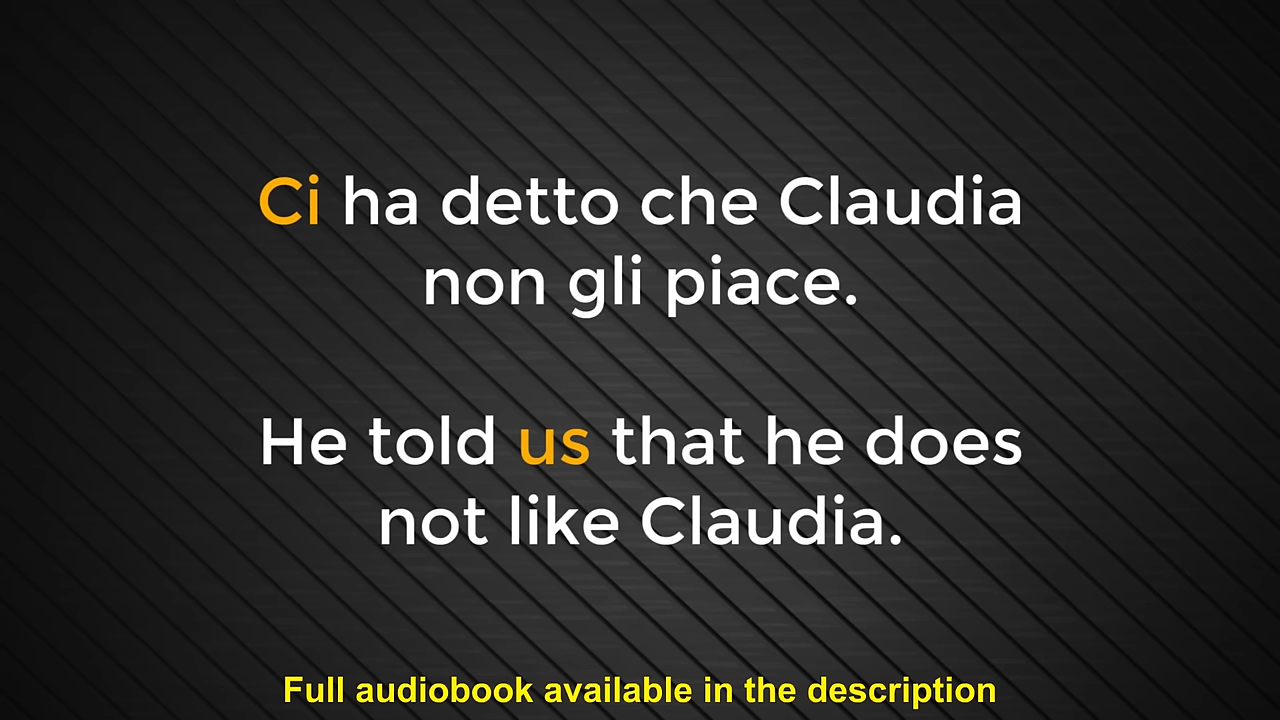 Ci ha detto che Claudia
non gli piace.
He told us that he does
not like Claudia.
Full audiobook available in the description